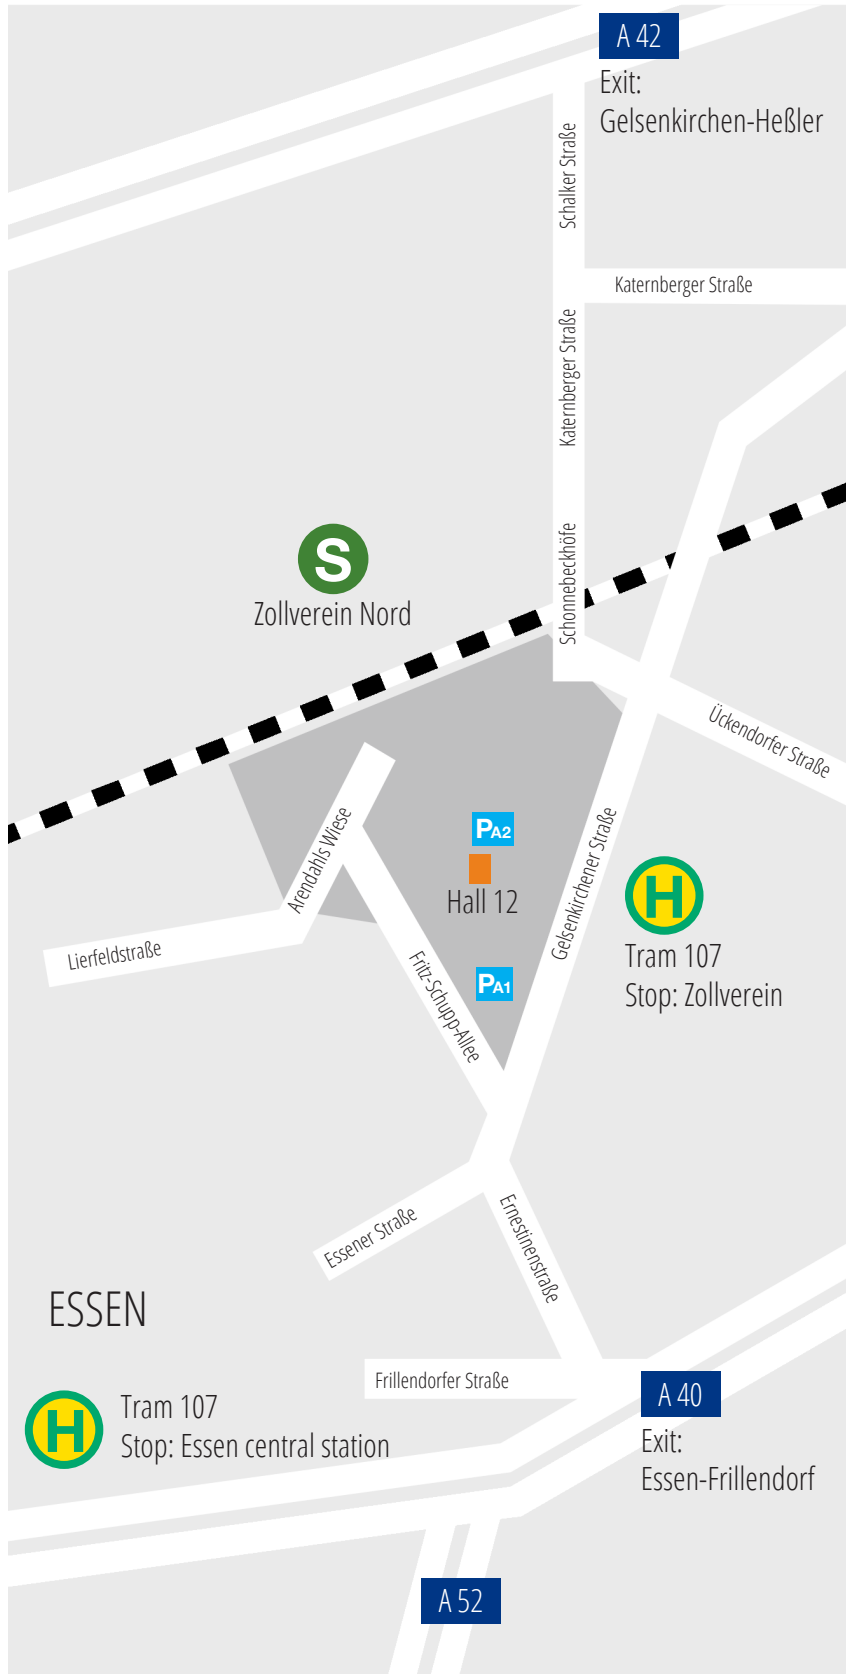 A 42
Exit:
Gelsenkirchen-Heßler
Schalker Straße
Katernberger Straße
Katernberger Straße
Schonnebeckhöfe
S
Zollverein Nord
Ückendorfer Straße
Arendahls Wiese
PA2
Hall 12
Gelsenkirchener Straße
H
Tram 107
Stop: Zollverein
Lierfeldstraße
Fritz-Schupp-Allee
PA1
Essener Straße
Ernestinenstraße
ESSEN
Frillendorfer Straße
H
Tram 107
Stop: Essen central station
A 40
Exit:
Essen-Frillendorf
A 52